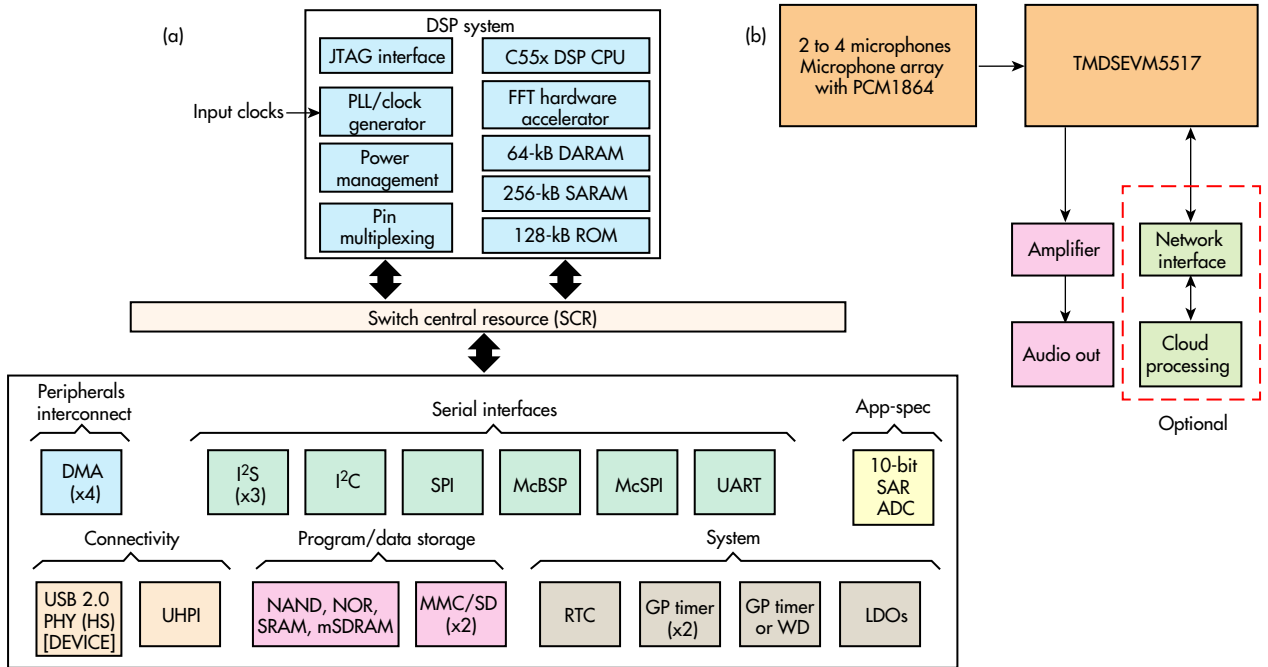 (a)
DSP system
JTAG interface
C55x DSP CPU
Input clocks
PLL/clock
generator
FFT hardware
accelerator
Power
management
64-kB DARAM
256-kB SARAM
Pin
multiplexing
128-kB ROM
Switch central resource (SCR)
Peripherals
interconnect
Serial interfaces
App-spec
DMA
(x4)
I²S
(x3)
I²C
SPI
McBSP
McSPI
UART
10-bit
SAR
ADC
Connectivity
Program/data storage
System
USB 2.0
PHY (HS)
[DEVICE]
UHPI
NAND, NOR,
SRAM, mSDRAM
MMC/SD
(x2)
RTC
GP timer
(x2)
GP timer
or WD
LDOs
(b)
2 to 4 microphones
Microphone array
with PCM1864
TMDSEVM5517
Amplifier
Network
interface
Audio out
Cloud
processing
Optional